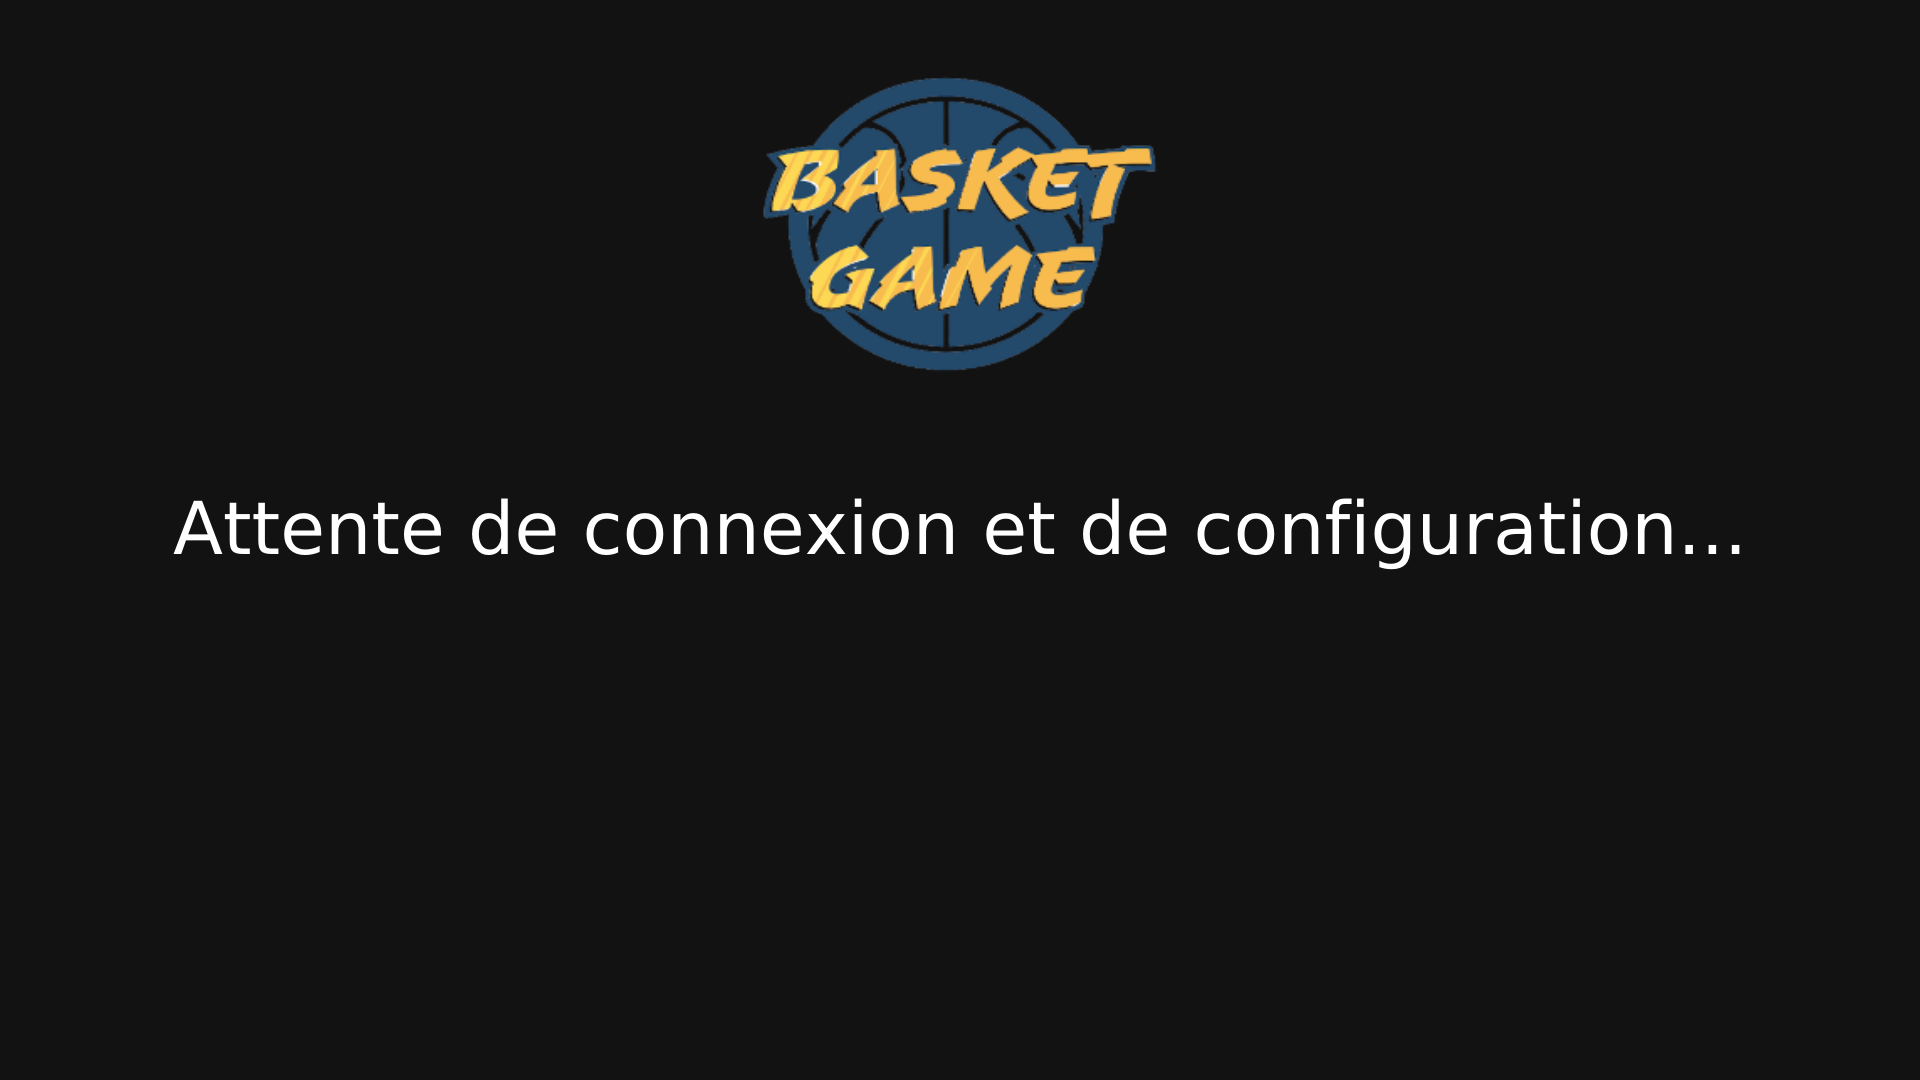 BASKET
GAME
Attente de connexion et de configuration...